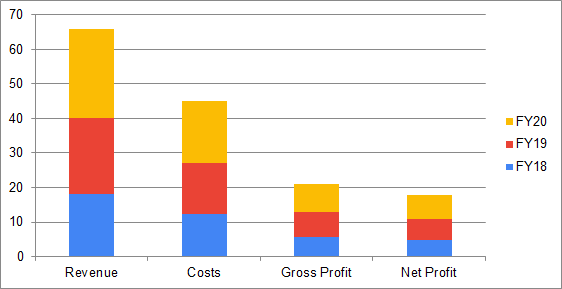 70
60
50
40
30
20
10
0
Revenue
Costs
Gross Profit
Net Profit
FY20
FY19
FY18